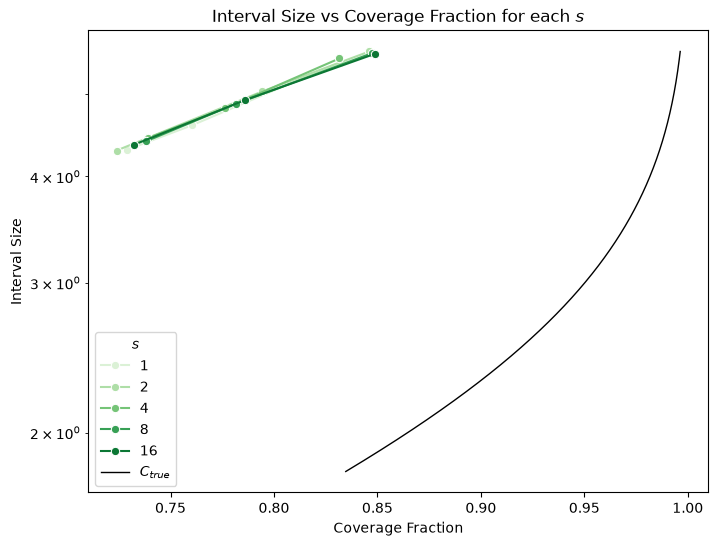 Interval Size vs Coverage Fraction for each s
Interval Size
4 × 10⁰
3 × 10⁰
2 × 10⁰
s
1
2
4
8
16
C_true
0.75
0.80
0.85
0.90
0.95
1.00
Coverage Fraction